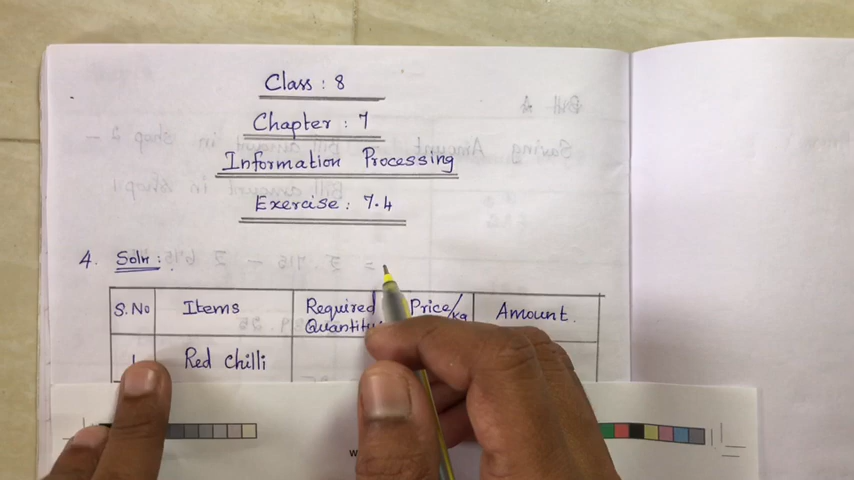 Class : 8
Chapter : 7
Information Processing
Exercise : 7.4
4. Soln :
S.No Items Required Quantity Price/kg Amount.
1 Red Chilli